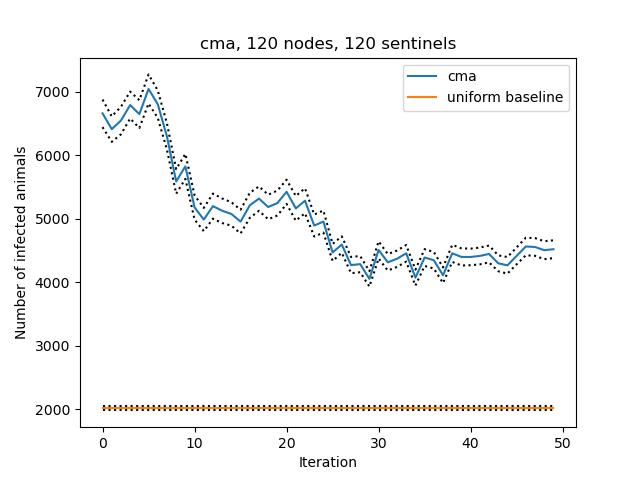 cma, 120 nodes, 120 sentinels
cma
uniform baseline
Number of infected animals
7000
6000
5000
4000
3000
2000
0 10 20 30 40 50
Iteration